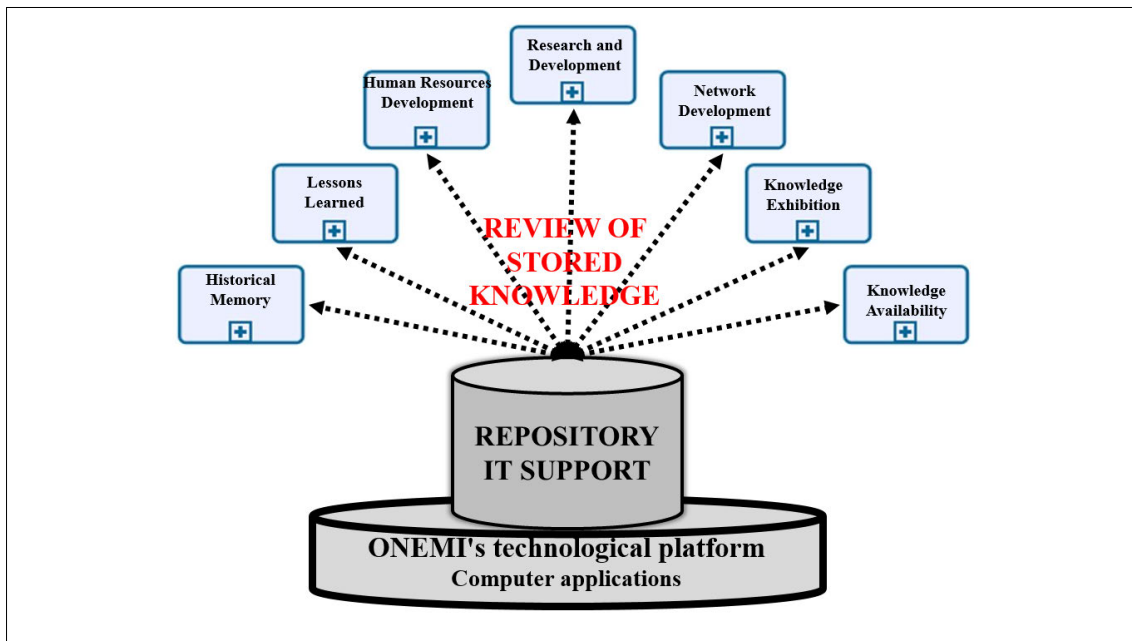 Research and
Development
Human Resources
Development
Network
Development
Lessons
Learned
Knowledge
Exhibition
Historical
Memory
Knowledge
Availability
REVIEW OF
STORED
KNOWLEDGE
REPOSITORY
IT SUPPORT
ONEMI's technological platform
Computer applications